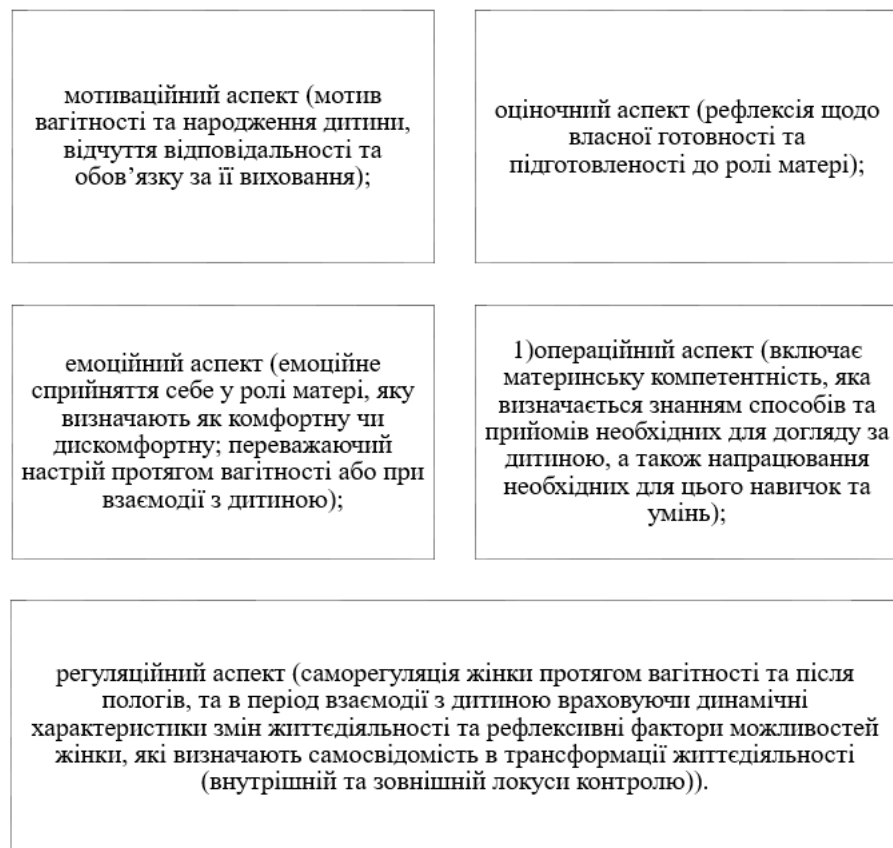 мотиваційний аспект (мотив
вагітності та народження дитини,
відчуття відповідальності та
обов’язку за її виховання);
оціночний аспект (рефлексія щодо
власної готовності та
підготовленості до ролі матері);
емоційний аспект (емоційне
сприйняття себе у ролі матері, яку
визначають як комфортну чи
дискомфортну; переважаючий
настрій протягом вагітності або при
взаємодії з дитиною);
1)операційний аспект (включає
материнську компетентність, яка
визначається знанням способів та
прийомів необхідних для догляду за
дитиною, а також напрацювання
необхідних для цього навичок та
умінь);
регуляційний аспект (саморегуляція жінки протягом вагітності та після
пологів, та в період взаємодії з дитиною враховуючи динамічні
характеристики змін життєдіяльності та рефлексивні фактори можливостей
жінки, які визначають самосвідомість в трансформації життєдіяльності
(внутрішній та зовнішній локуси контролю)).